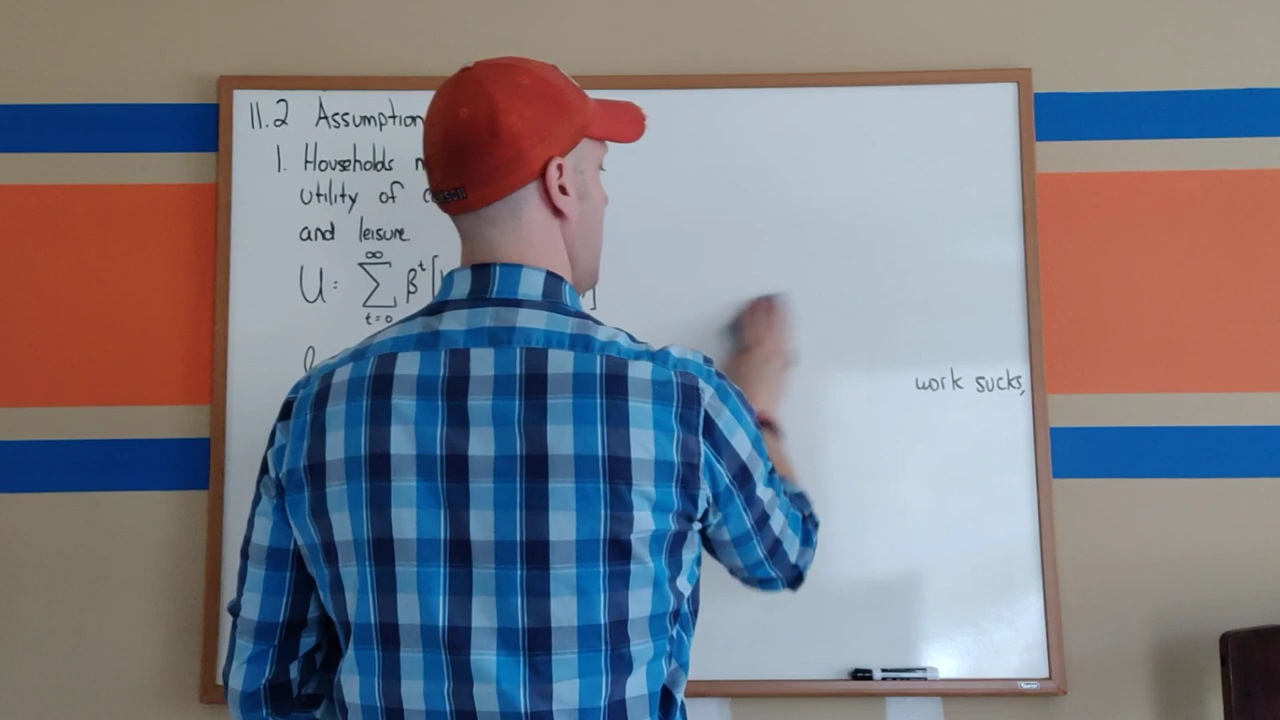 11.2 Assumption
1. Households
utility of
and leisure
U = ∞ ∑ t=0 β^t [ ]
work sucks,